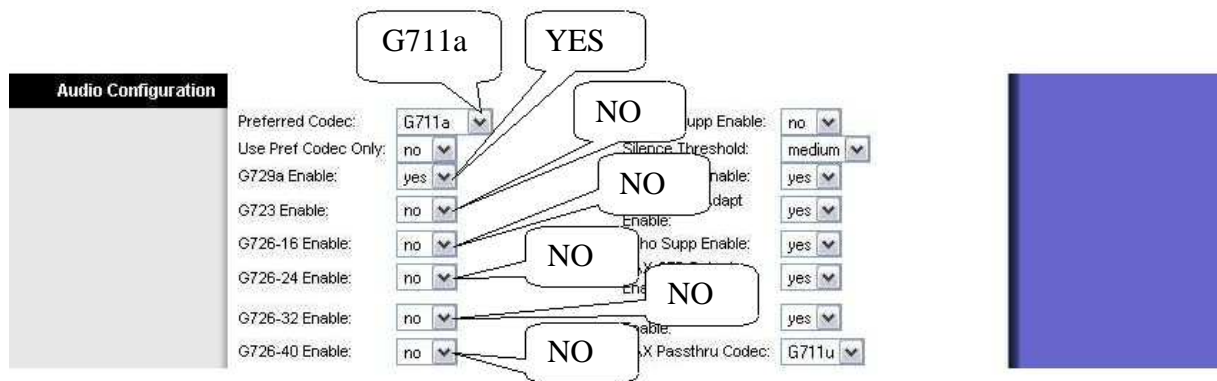 G711a YES
Audio Configuration
Preferred Codec: G711a
NO
upp Enable: no
Use Pref Codec Only: no
Silence Threshold: medium
G729a Enable: yes
NO
nable: yes
G723 Enable: no
dapt
Enable: yes
G726-16 Enable: no
ho Supp Enable: yes
G726-24 Enable: no
NO
yes
NO
G726-32 Enable: no
yes
G726-40 Enable: no
NO
X Passthru Codec: G711u